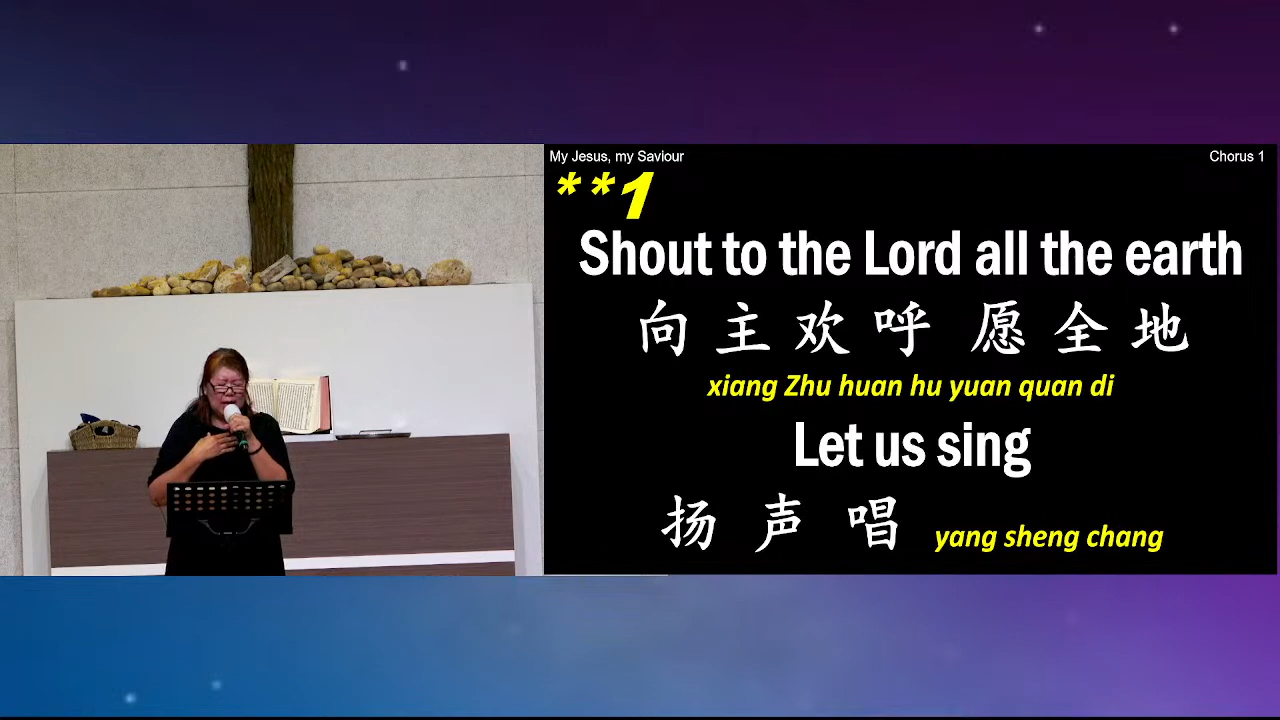 My Jesus, my Saviour
Chorus 1
**1
Shout to the Lord all the earth
向主欢呼 愿全地
xiang Zhu huan hu yuan quan di
Let us sing
扬 声 唱 yang sheng chang